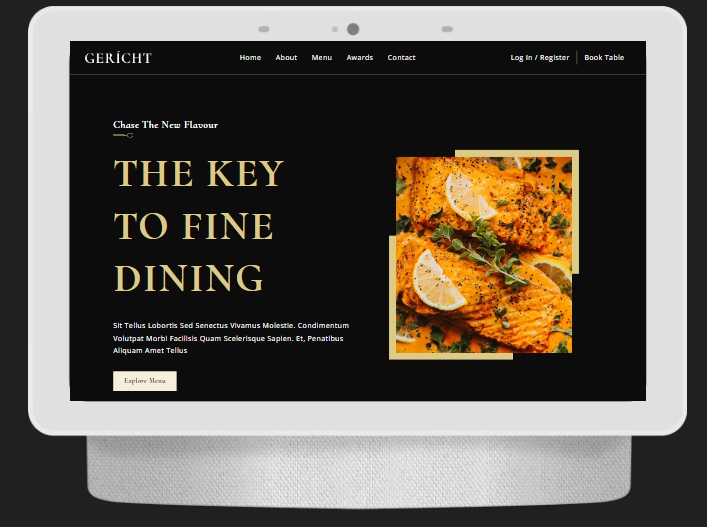 GERÍCHT
Home About Menu Awards Contact
Log In / Register Book Table
Chase The New Flavour
THE KEY
TO FINE
DINING
Sit Tellus Lobortis Sed Senectus Vivamus Molestie. Condimentum
Volutpat Morbi Facilisis Quam Scelerisque Sapien. Et, Penatibus
Aliquam Amet Tellus
Explore Menu